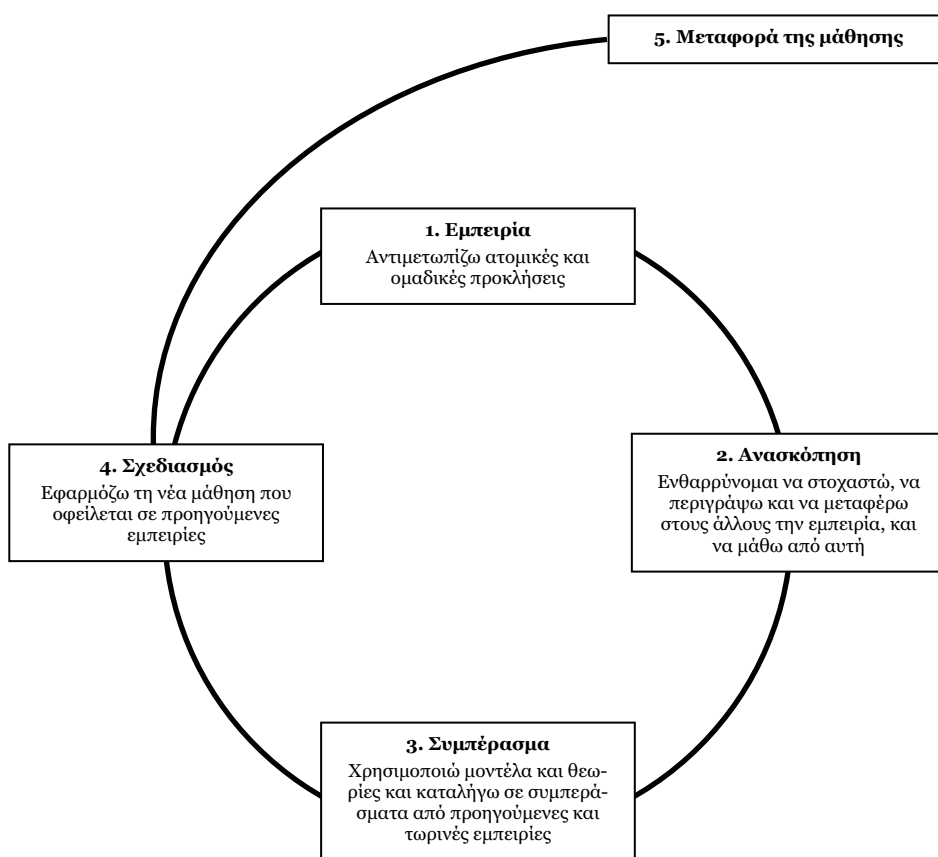 5. Μεταφορά της μάθησης
1. Εμπειρία
Αντιμετωπίζω ατομικές και
ομαδικές προκλήσεις
4. Σχεδιασμός
Εφαρμόζω τη νέα μάθηση που
οφείλεται σε προηγούμενες
εμπειρίες
2. Ανασκόπηση
Ενθαρρύνομαι να στοχαστώ, να
περιγράψω και να μεταφέρω
στους άλλους την εμπειρία, και
να μάθω από αυτή
3. Συμπέρασμα
Χρησιμοποιώ μοντέλα και θεω-
ρίες και καταλήγω σε συμπερά-
σματα από προηγούμενες και
τωρινές εμπειρίες